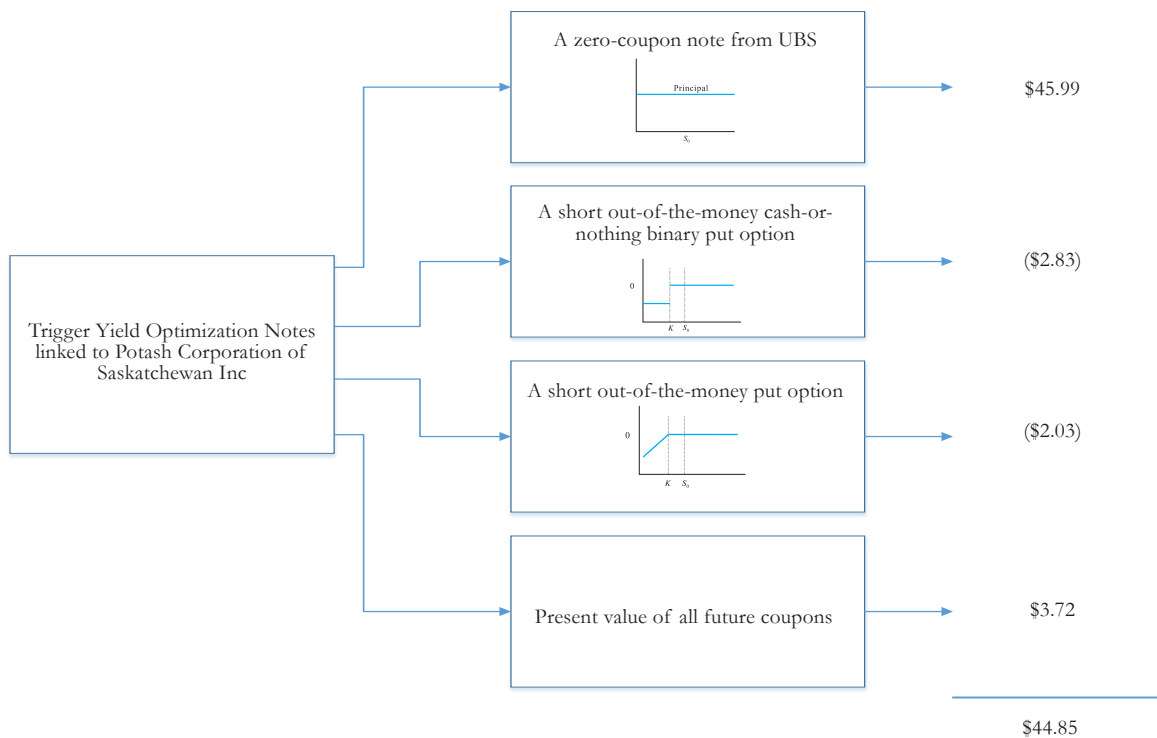 A zero-coupon note from UBS
Principal
S0
$45.99
A short out-of-the-money cash-or-
nothing binary put option
0
K
S0
($2.83)
Trigger Yield Optimization Notes
linked to Potash Corporation of
Saskatchewan Inc
A short out-of-the-money put option
0
K
S0
($2.03)
Present value of all future coupons
$3.72
$44.85